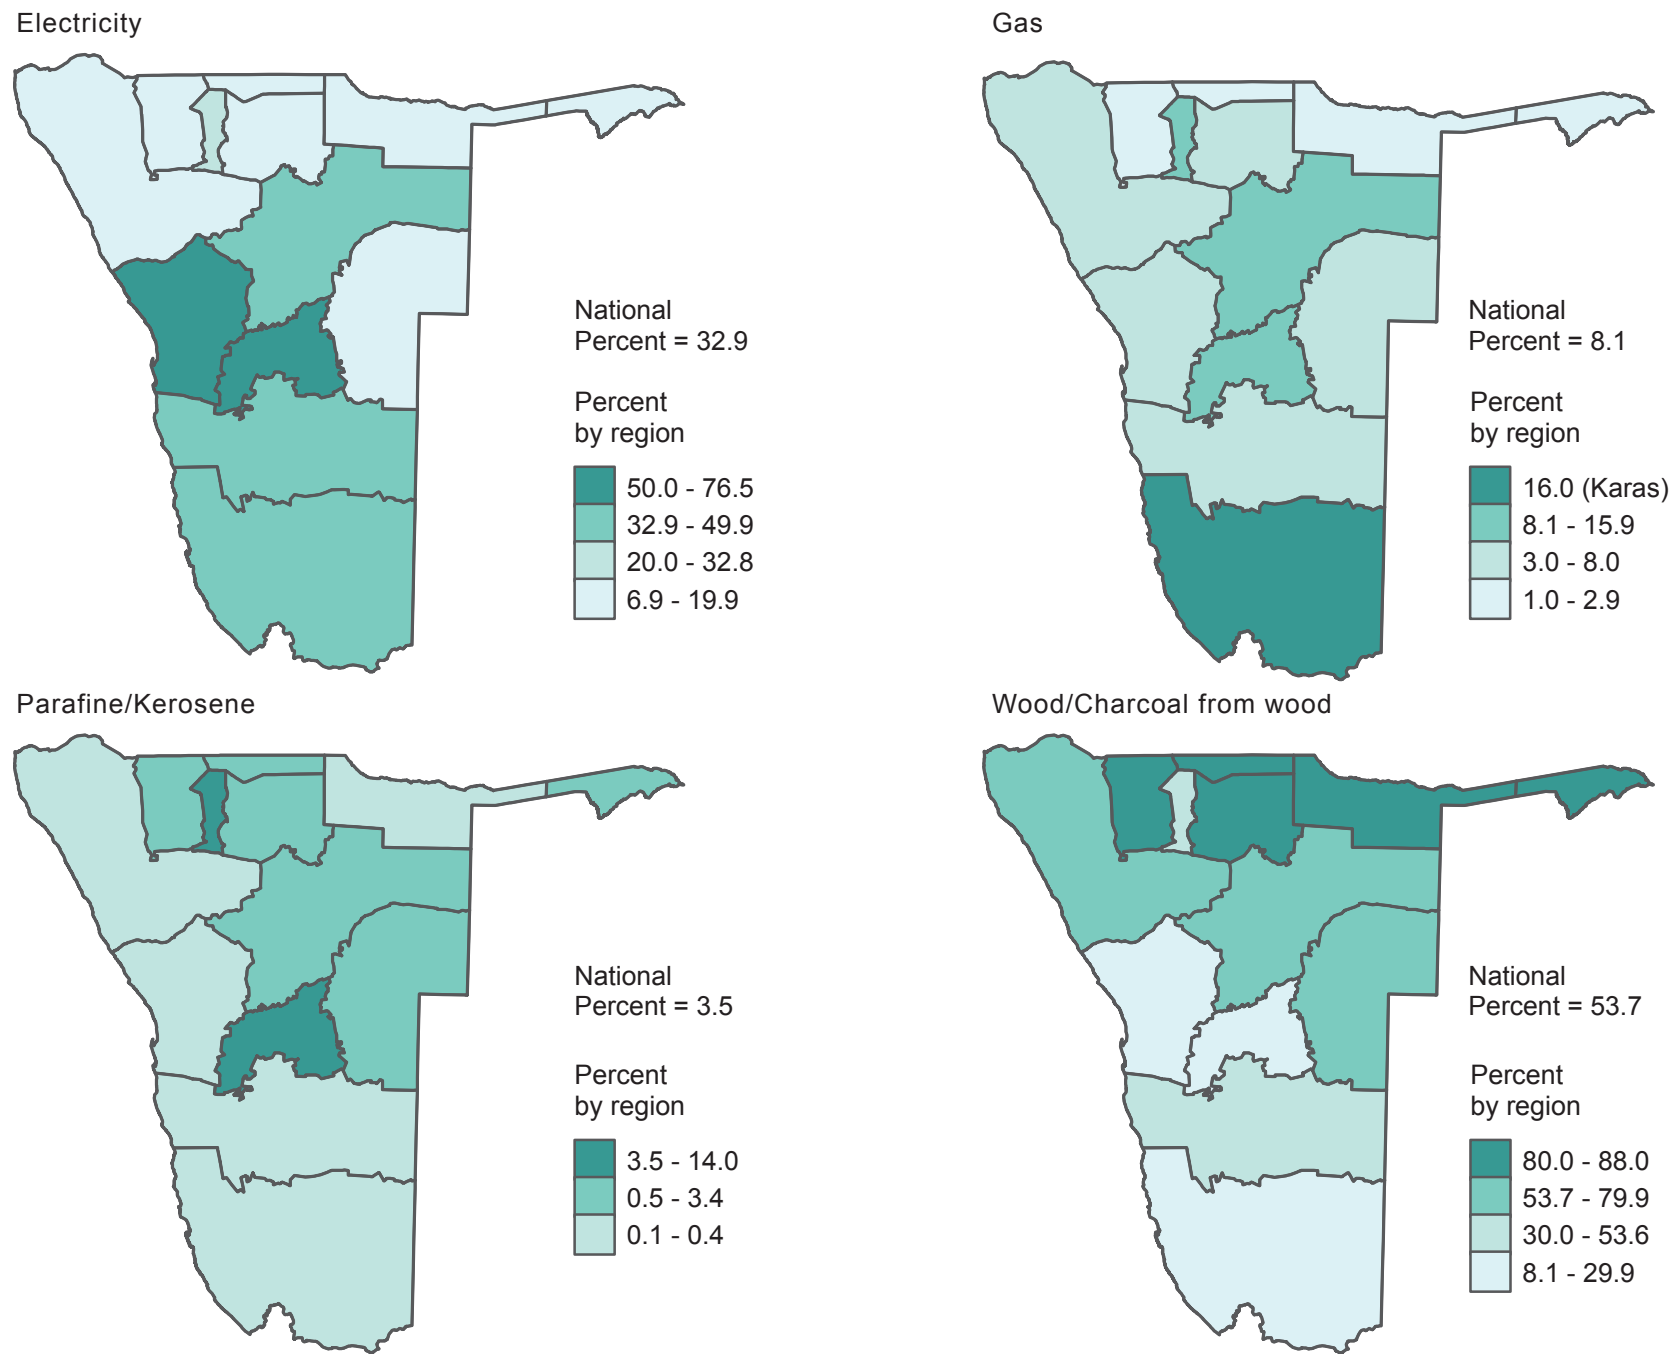 Electricity
National
Percent = 32.9
Percent
by region
50.0 - 76.5
32.9 - 49.9
20.0 - 32.8
6.9 - 19.9
Gas
National
Percent = 8.1
Percent
by region
16.0 (Karas)
8.1 - 15.9
3.0 - 8.0
1.0 - 2.9
Parafine/Kerosene
National
Percent = 3.5
Percent
by region
3.5 - 14.0
0.5 - 3.4
0.1 - 0.4
Wood/Charcoal from wood
National
Percent = 53.7
Percent
by region
80.0 - 88.0
53.7 - 79.9
30.0 - 53.6
8.1 - 29.9